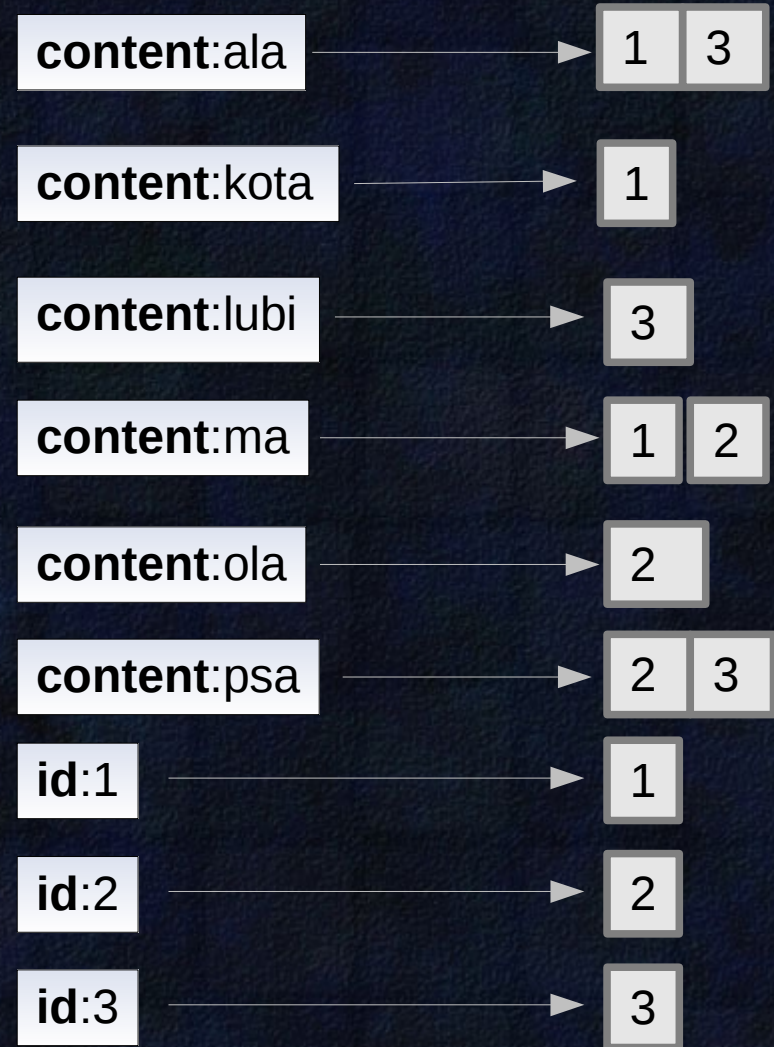 content:ala 1 3
content:kota 1
content:lubi 3
content:ma 1 2
content:ola 2
content:psa 2 3
id:1 1
id:2 2
id:3 3